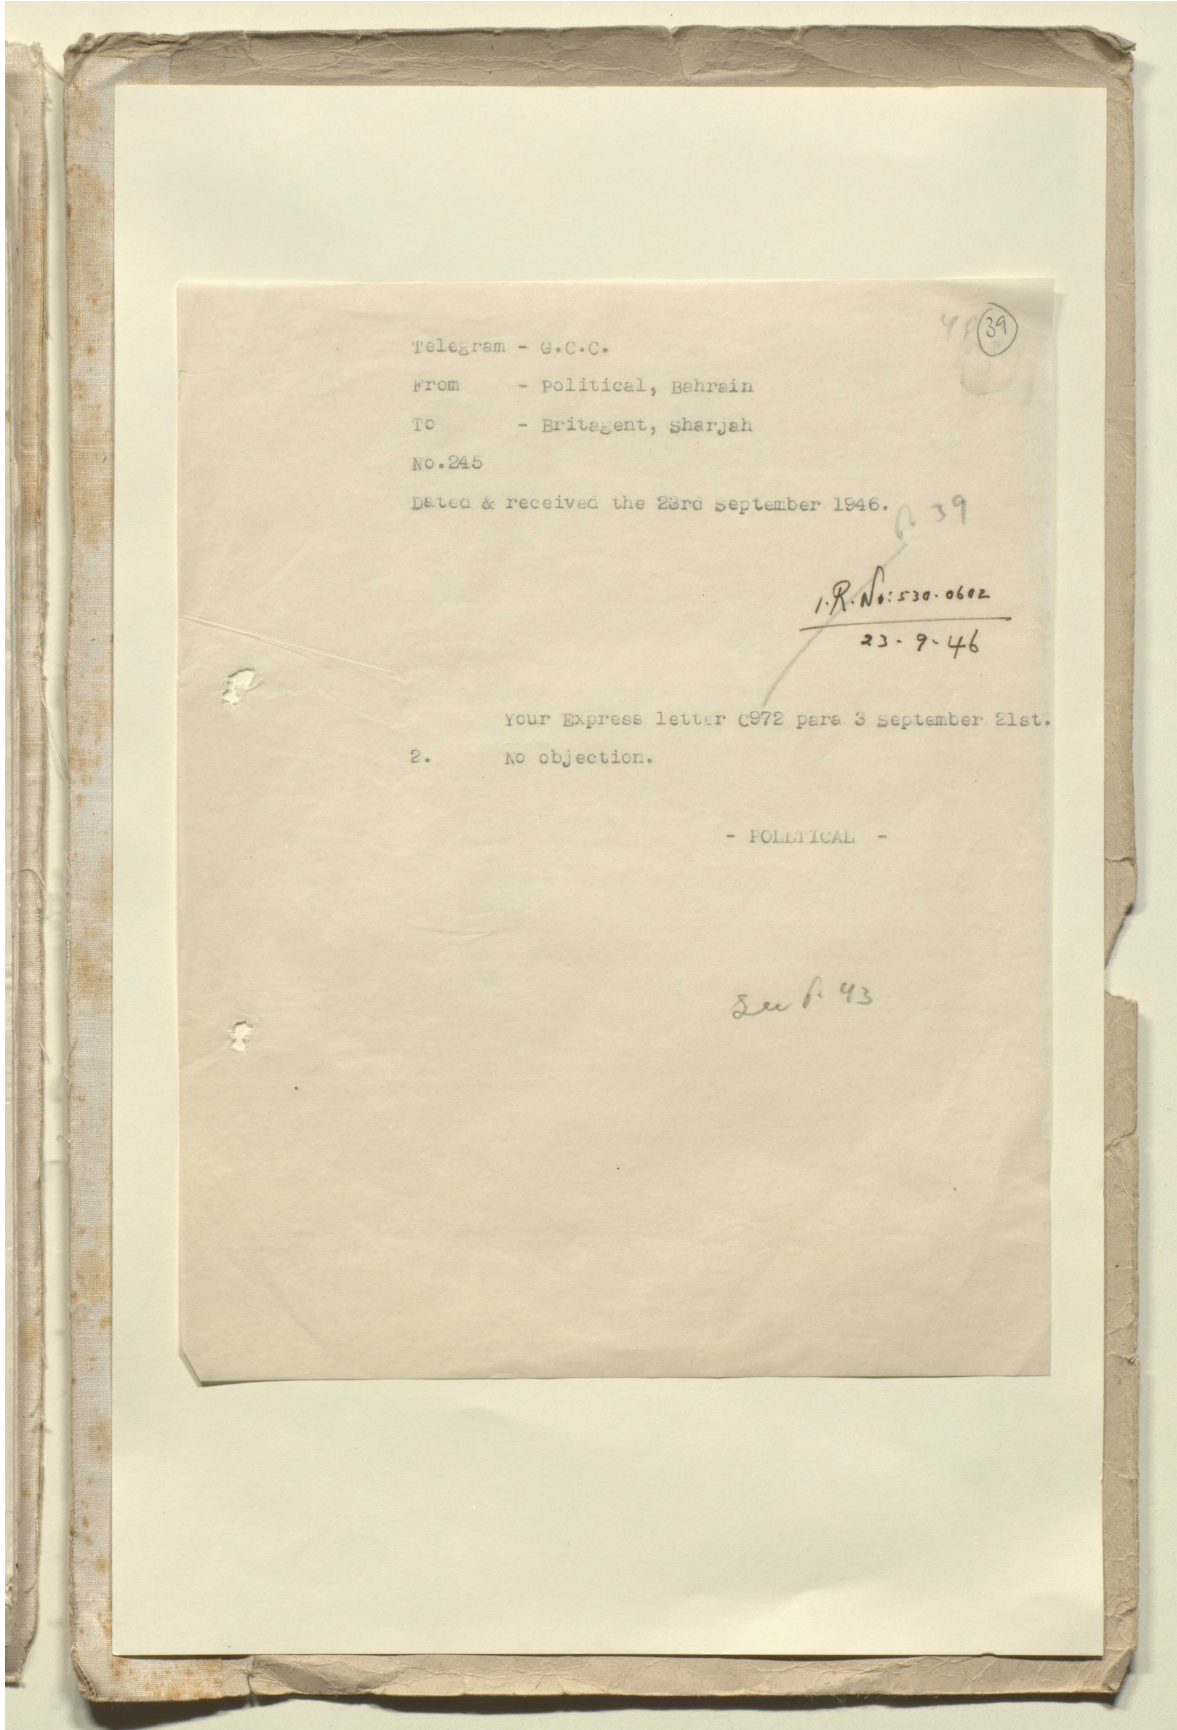 39
Telegram - G.C.C.
From - Political, Bahrain
To - Britagent, Sharjah
No.245
Dated & received the 23rd September 1946.
P. 39
I.R.No:530.0602
23-9-46
Your Express letter C972 para 3 September 21st.
2. No objection.
- POLITICAL -
See P. 43